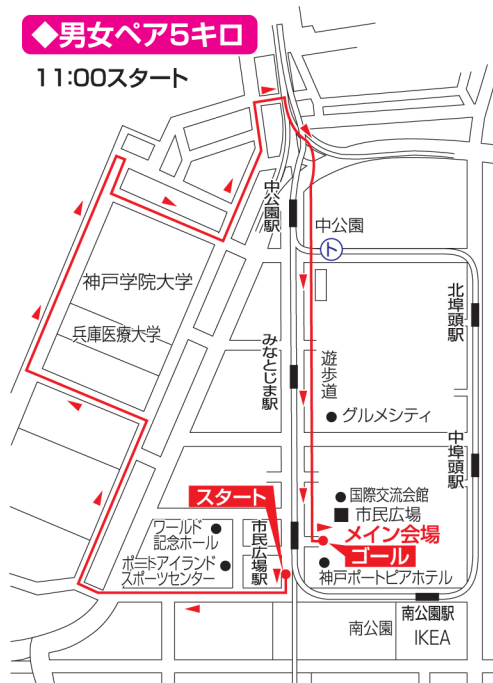 ◆男女ペア5キロ
11:00スタート
中公園駅
中公園
ト
神戸学院大学
兵庫医療大学
みなとじま駅
遊歩道
北埠頭駅
グルメシティ
中埠頭駅
スタート
国際交流会館
市民広場
メイン会場
ゴール
ワールド
記念ホール
市民広場駅
ポートアイランド
スポーツセンター
神戸ポートピアホテル
南公園駅
南公園
IKEA